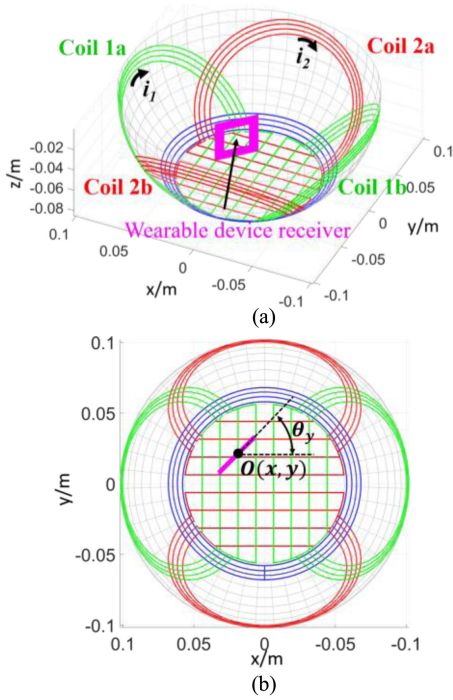 Coil 1a
Coil 2a
i₁
i₂
z/m
-0.02
-0.04
-0.06
-0.08
Coil 2b
Coil 1b
Wearable device receiver
0.1
0.05
0
-0.05
-0.1
x/m
0.1
0.05
0
-0.05
-0.1
y/m
(a)
0.1
0.05
0
-0.05
-0.1
y/m
θy
O(x, y)
0.1
0.05
0
-0.05
-0.1
x/m
(b)